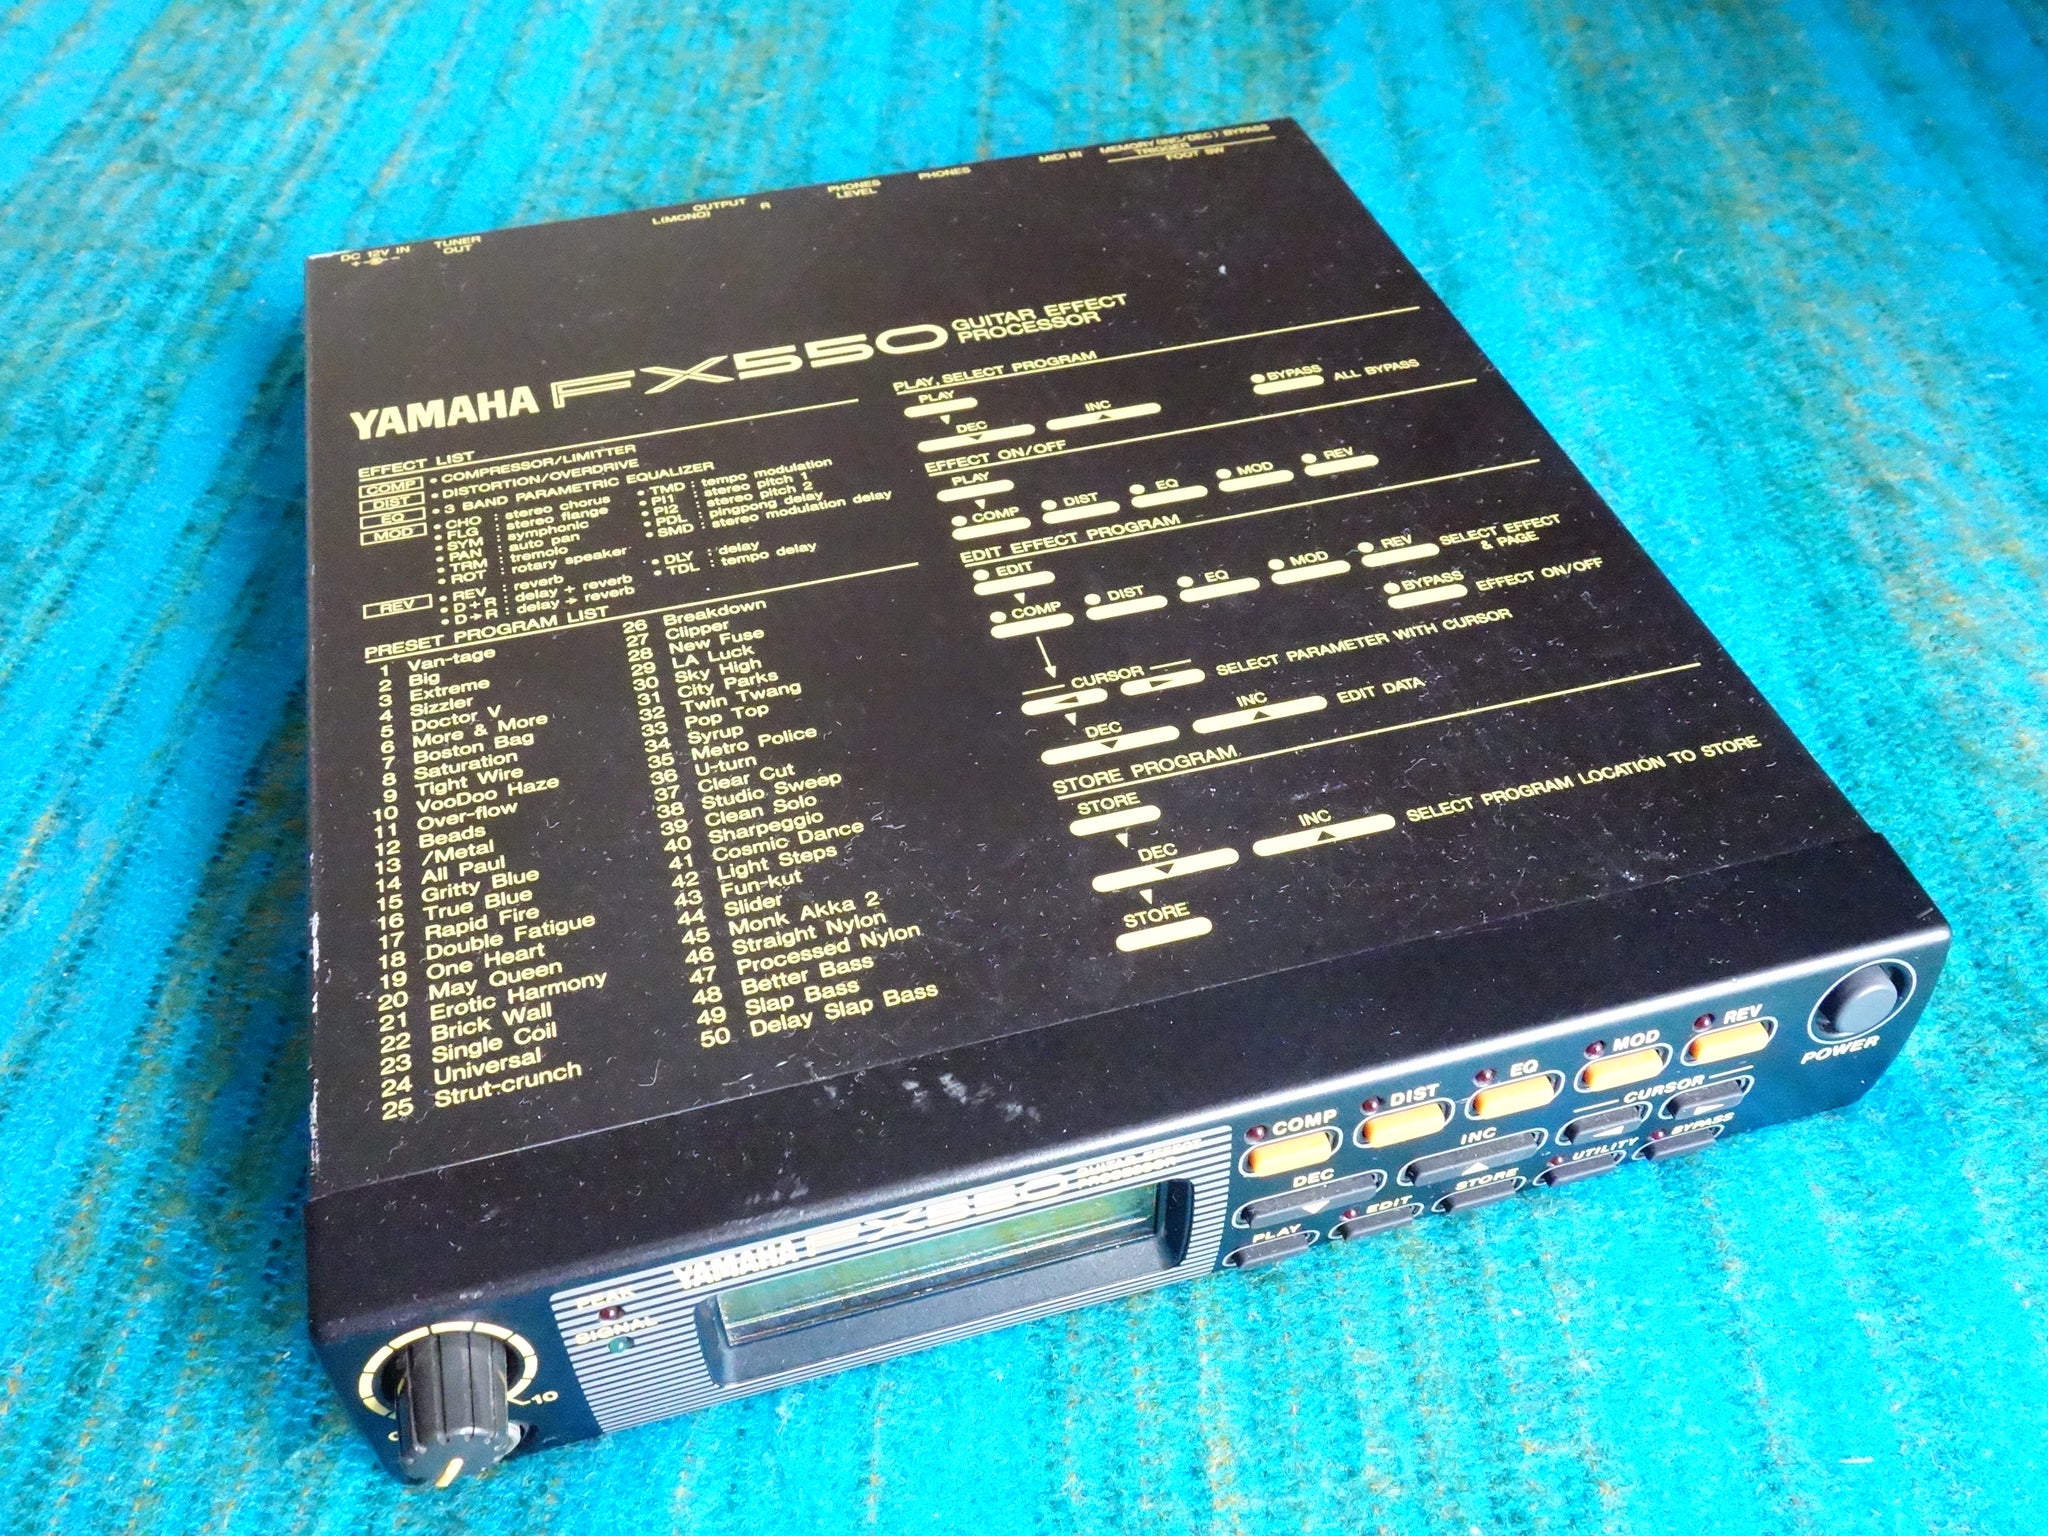 DC 12V IN
TUNER
OUT
OUTPUT
L(MONO) R
PHONES
LEVEL
PHONES
MIDI IN
MEMORY(INC/DEC) BYPASS
TRIGGER
FOOT SW
YAMAHA FX550 GUITAR EFFECT
PROCESSOR
EFFECT LIST
COMP • COMPRESSOR/LIMITTER
DIST • DISTORTION/OVERDRIVE
EQ • 3 BAND PARAMETRIC EQUALIZER
MOD • CHO : stereo chorus
• FLG : stereo flange
• SYM : symphonic
• PAN : auto pan
• TRM : tremolo
• ROT : rotary speaker
• TMD : tempo modulation
• PI1 : stereo pitch 1
• PI2 : stereo pitch 2
• PDL : pingpong delay
• SMD : stereo modulation delay
REV • REV : reverb
• D+R : delay + reverb
• D→R : delay → reverb
• DLY : delay
• TDL : tempo delay
PRESET PROGRAM LIST
1 Van-tage
2 Big
3 Extreme
4 Sizzler
5 Doctor V
6 More & More
7 Boston Bag
8 Saturation
9 Tight Wire
10 VooDoo Haze
11 Over-flow
12 Beads
13 /Metal
14 All Paul
15 Gritty Blue
16 True Blue
17 Rapid Fire
18 Double Fatigue
19 One Heart
20 May Queen
21 Erotic Harmony
22 Brick Wall
23 Single Coil
24 Universal
25 Strut-crunch
26 Breakdown
27 Clipper
28 New Fuse
29 LA Luck
30 Sky High
31 City Parks
32 Twin Twang
33 Pop Top
34 Syrup
35 Metro Police
36 U-turn
37 Clear Cut
38 Studio Sweep
39 Clean Solo
40 Sharpeggio
41 Cosmic Dance
42 Light Steps
43 Fun-kut
44 Slider
45 Monk Akka 2
46 Straight Nylon
47 Processed Nylon
48 Better Bass
49 Slap Bass
50 Delay Slap Bass
PLAY, SELECT PROGRAM
PLAY
DEC INC
BYPASS ALL BYPASS
EFFECT ON/OFF
PLAY
COMP DIST EQ MOD REV
EDIT EFFECT PROGRAM
EDIT
COMP DIST EQ MOD REV SELECT EFFECT
& PAGE
BYPASS EFFECT ON/OFF
CURSOR SELECT PARAMETER WITH CURSOR
DEC INC EDIT DATA
STORE PROGRAM
STORE
DEC INC SELECT PROGRAM LOCATION TO STORE
STORE
PEAK
SIGNAL
10
YAMAHA FX550 GUITAR EFFECT
PROCESSOR
COMP DIST EQ MOD REV
DEC INC CURSOR
PLAY EDIT STORE UTILITY BYPASS
POWER